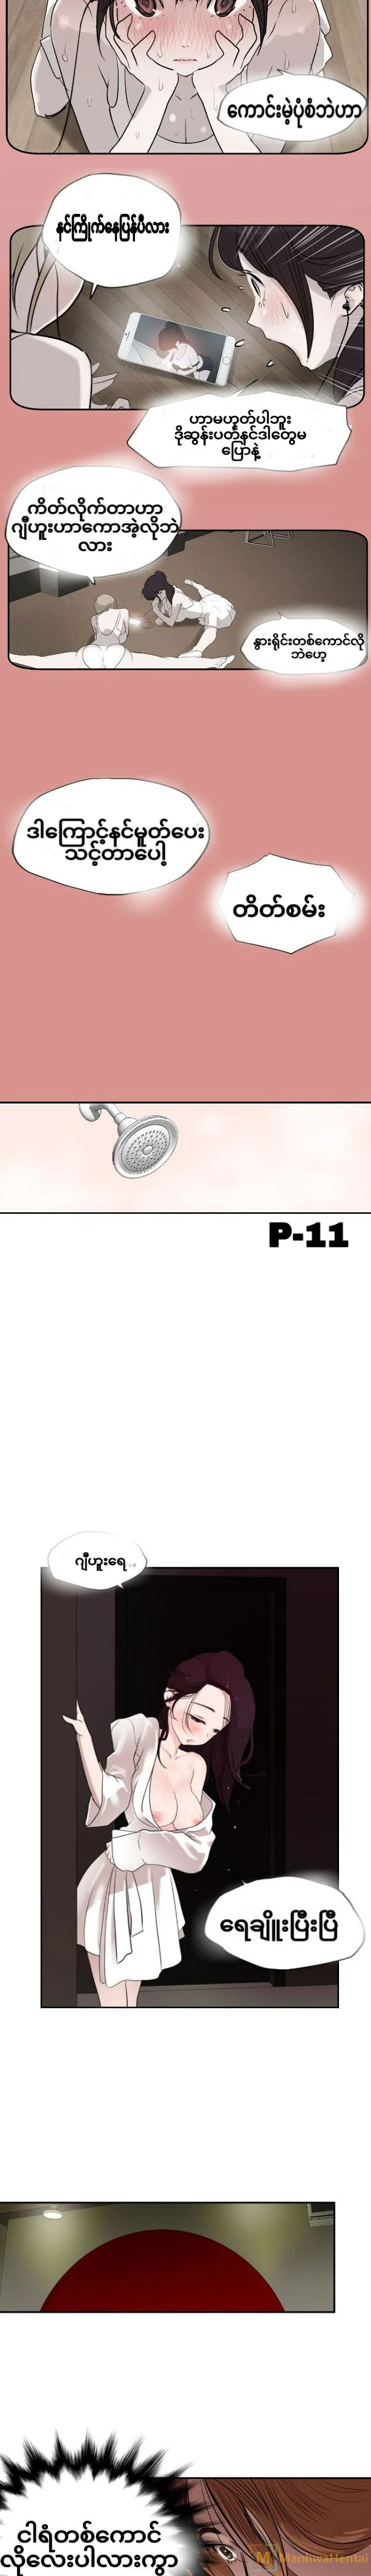 ကောင်းမဲ့ပုံစံဘဲဟာ
နင်ကြိုက်နေပြန်ပီလား
ဟာမဟုတ်ပါဘူး
ဒိုဆွန်းပတ်နင်ဒါတွေမ
ပြောနဲ့
ကိတ်လိုက်တာဟာ
ဂျီဟူးဟာကောအဲ့လိုဘဲ
လား
နွားရိုင်းတစ်ကောင်လို
ဘဲဟေ့
ဒါကြောင့်နင်မူတ်ပေး
သင့်တာပေါ့
တိတ်စမ်း
P-11
ဂျီဟူးရေ...
ရေချိူးပြီးပြီ
ငါရံတစ်ကောင်
လိုလေးပါလားကွာ
M ManhwaHentai